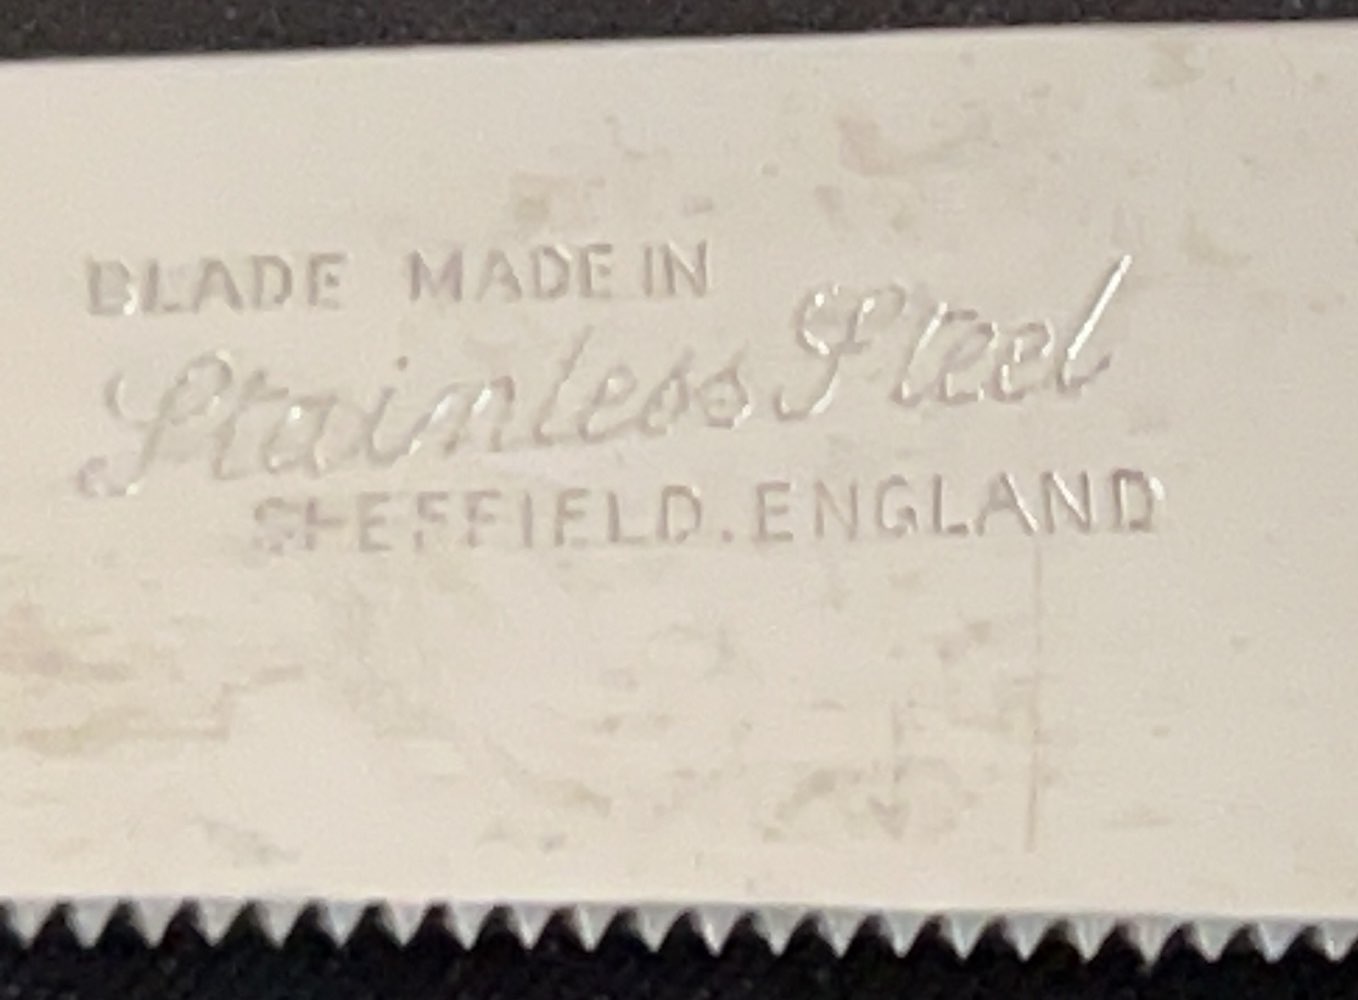 BLADE MADE IN
Stainless Steel
SHEFFIELD. ENGLAND